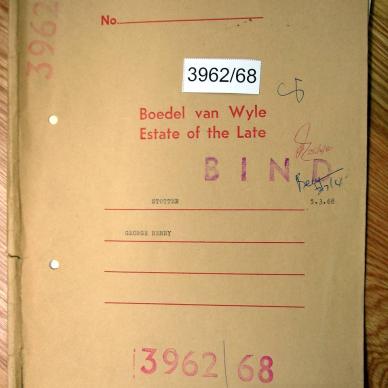 3962
No.
3962/68
Boedel van Wyle
Estate of the Late
BIND
STOTTER
5.3.68
GEORGE HENRY
3962/68